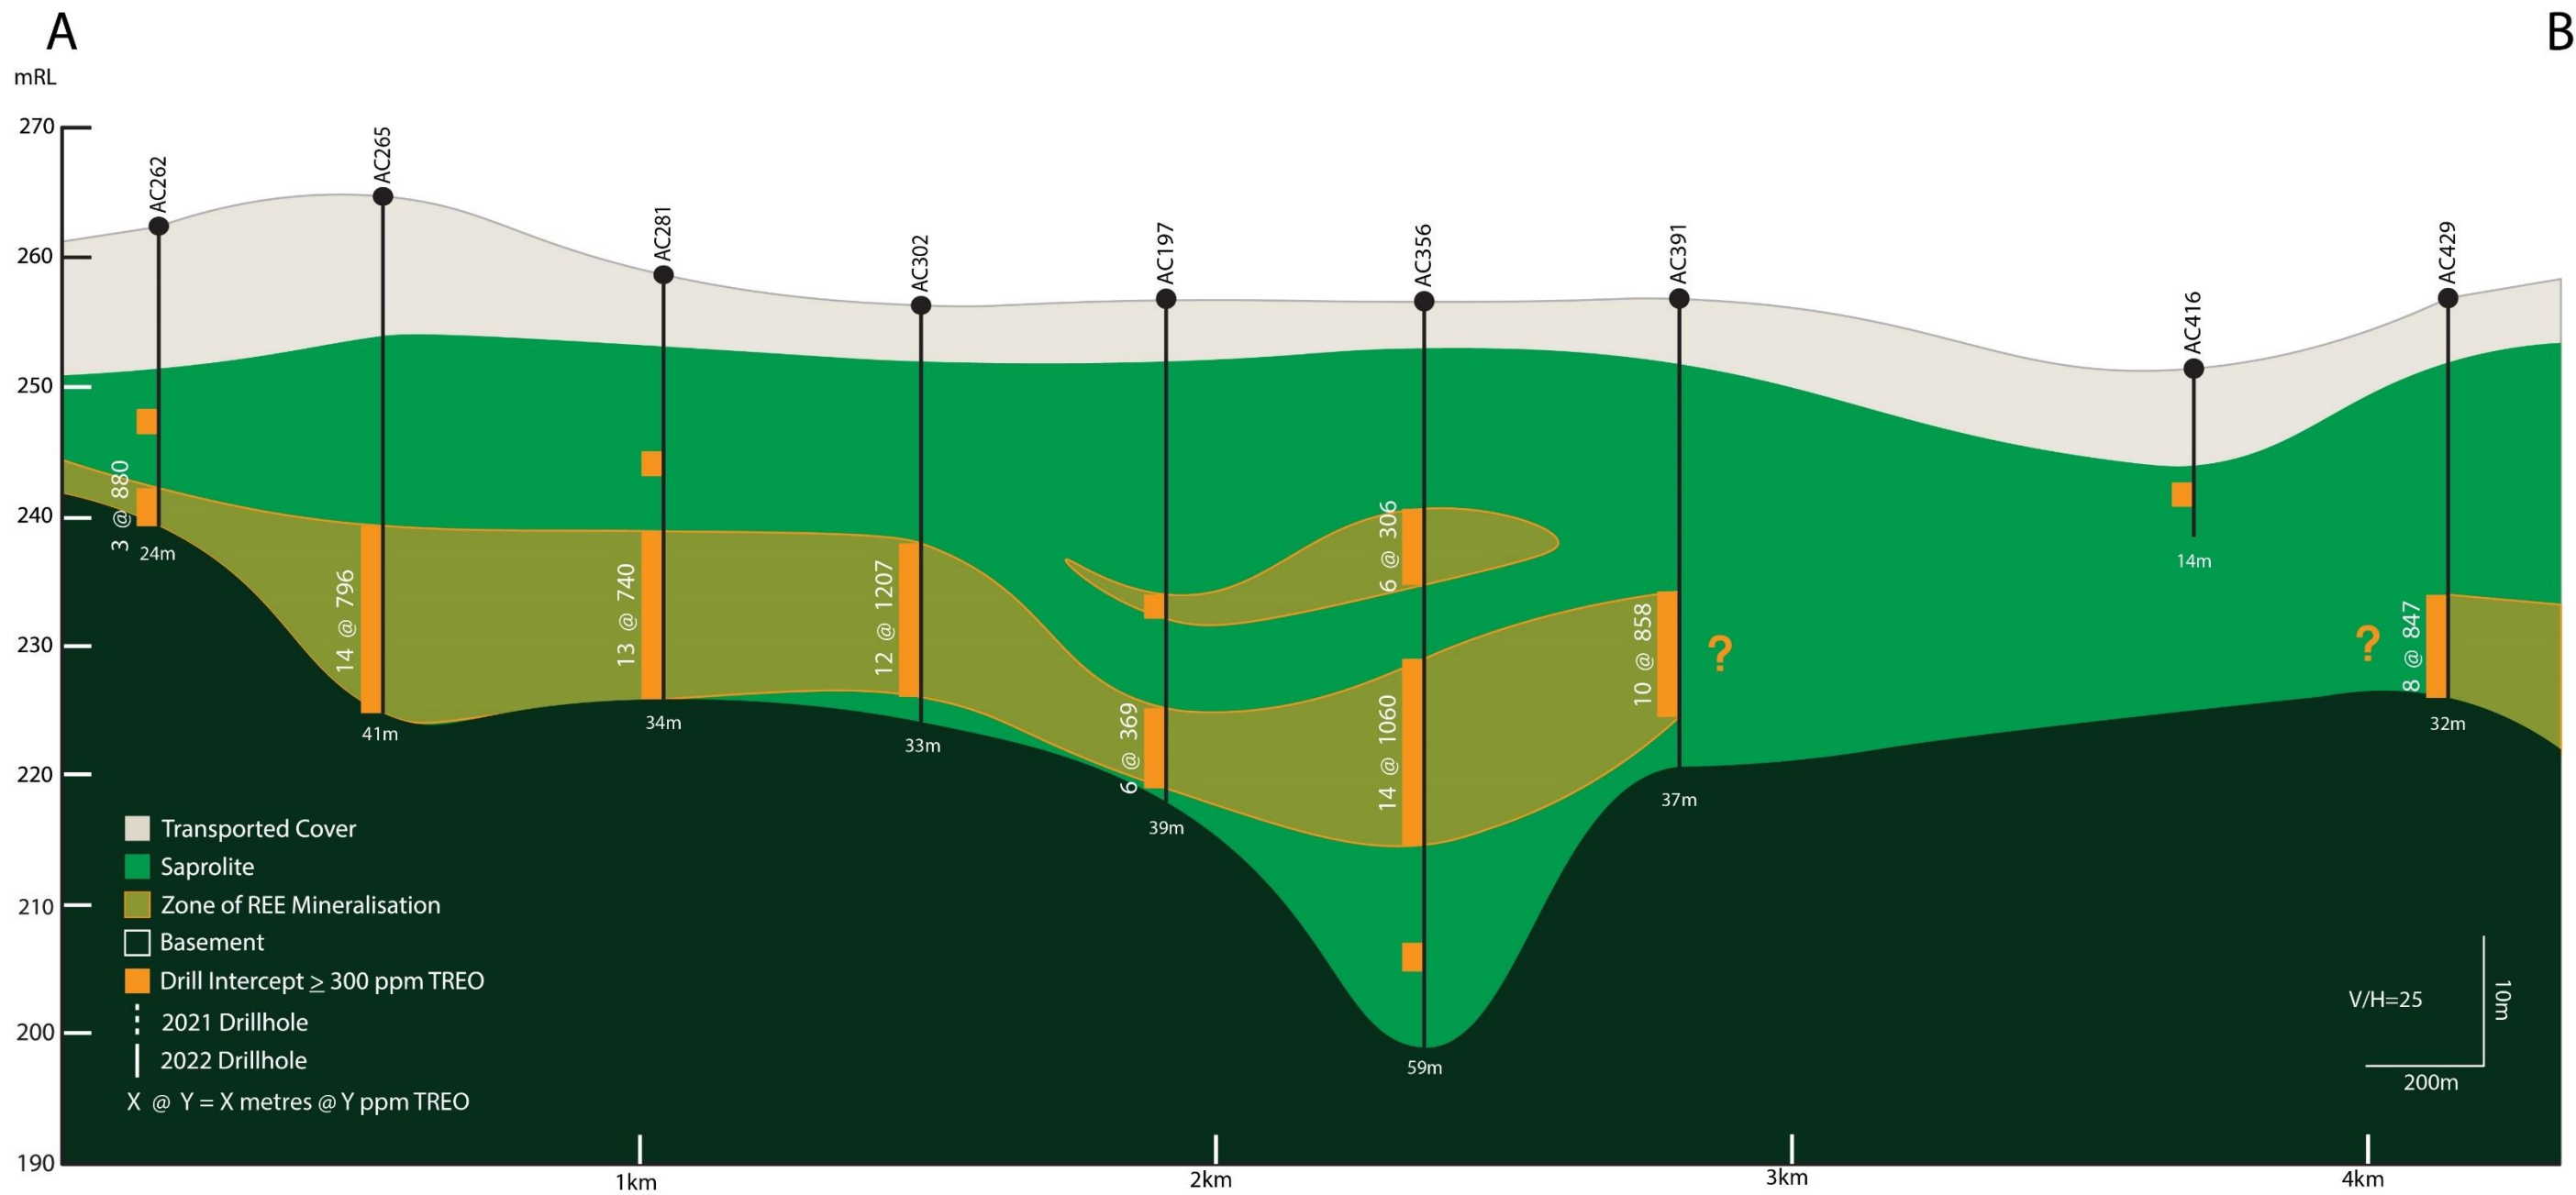 A
B
mRL
270
260
250
240
230
220
210
200
190
AC262
AC265
AC281
AC302
AC197
AC356
AC391
AC416
AC429
3 @ 880
24m
14 @ 796
41m
13 @ 740
34m
12 @ 1207
33m
6 @ 369
39m
6 @ 306
14 @ 1060
59m
10 @ 858
?
37m
14m
?
8 @ 847
32m
Transported Cover
Saprolite
Zone of REE Mineralisation
Basement
Drill Intercept ≥ 300 ppm TREO
2021 Drillhole
2022 Drillhole
X @ Y = X metres @ Y ppm TREO
V/H=25
10m
200m
1km
2km
3km
4km